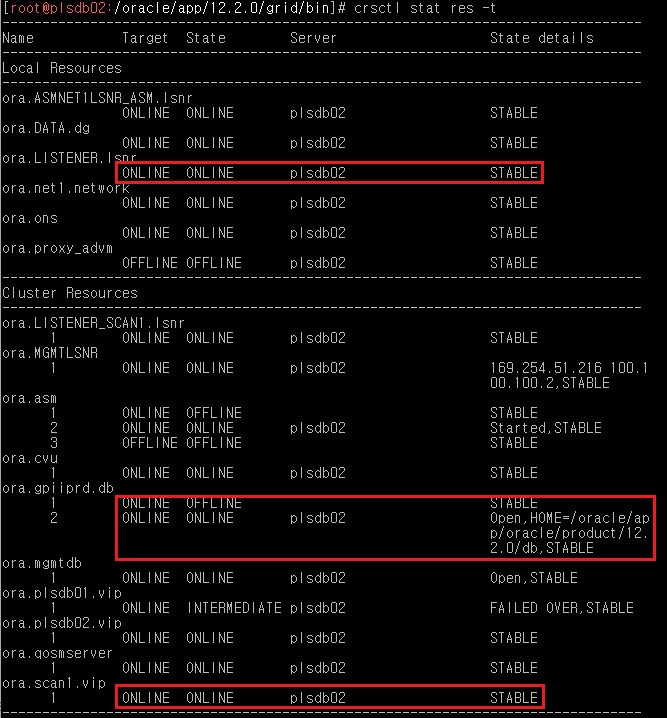 [root@plsdb02:/oracle/app/12.2.0/grid/bin]# crsctl stat res -t
--------------------------------------------------------------------------------
Name Target State Server State details
--------------------------------------------------------------------------------
Local Resources
--------------------------------------------------------------------------------
ora.ASMNET1LSNR_ASM.lsnr
ONLINE ONLINE plsdb02 STABLE
ora.DATA.dg
ONLINE ONLINE plsdb02 STABLE
ora.LISTENER.lsnr
ONLINE ONLINE plsdb02 STABLE
ora.net1.network
ONLINE ONLINE plsdb02 STABLE
ora.ons
ONLINE ONLINE plsdb02 STABLE
ora.proxy_advm
OFFLINE OFFLINE plsdb02 STABLE
--------------------------------------------------------------------------------
Cluster Resources
--------------------------------------------------------------------------------
ora.LISTENER_SCAN1.lsnr
1 ONLINE ONLINE plsdb02 STABLE
ora.MGMTLSNR
1 ONLINE ONLINE plsdb02 169.254.51.216 100.1
00.100.2,STABLE
ora.asm
1 ONLINE OFFLINE STABLE
2 ONLINE ONLINE plsdb02 Started,STABLE
3 OFFLINE OFFLINE STABLE
ora.cvu
1 ONLINE ONLINE plsdb02 STABLE
ora.gpiiprd.db
1 ONLINE OFFLINE STABLE
2 ONLINE ONLINE plsdb02 Open,HOME=/oracle/ap
p/oracle/product/12.
2.0/db,STABLE
ora.mgmtdb
1 ONLINE ONLINE plsdb02 Open,STABLE
ora.plsdb01.vip
1 ONLINE INTERMEDIATE plsdb02 FAILED OVER,STABLE
ora.plsdb02.vip
1 ONLINE ONLINE plsdb02 STABLE
ora.qosmserver
1 ONLINE ONLINE plsdb02 STABLE
ora.scan1.vip
1 ONLINE ONLINE plsdb02 STABLE
--------------------------------------------------------------------------------